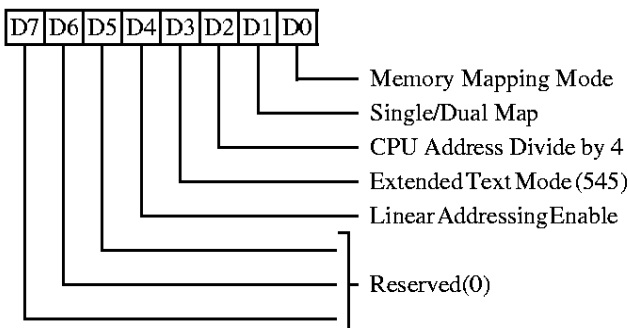 D7 D6 D5 D4 D3 D2 D1 D0
Memory Mapping Mode
Single/Dual Map
CPU Address Divide by 4
Extended Text Mode (545)
Linear Addressing Enable
Reserved(0)